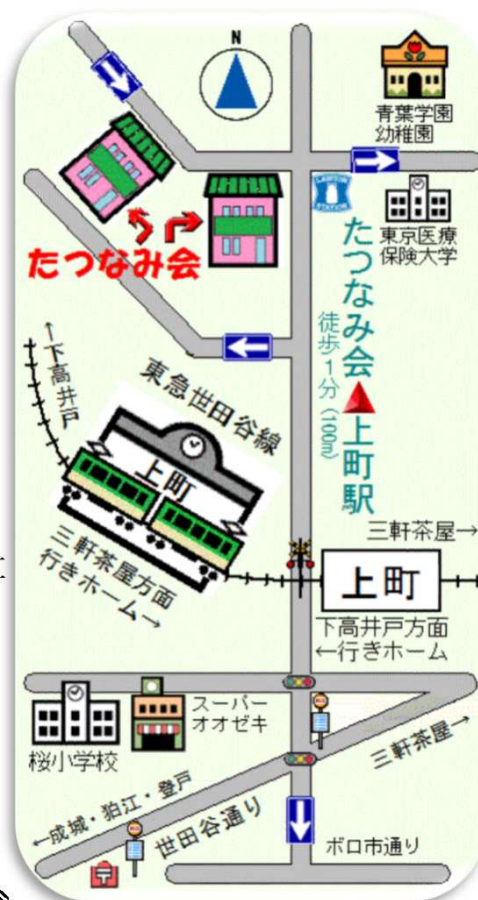 N
青葉学園
幼稚園
LAWSON
STATION
東京医療
保険大学
たつなみ会
たつなみ会▲上町駅
徒歩1分(100m)
↑下高井戸
東急世田谷線
上町
三軒茶屋方面
行きホーム→
三軒茶屋→
上町
下高井戸方面
←行きホーム
スーパー
オオゼキ
桜小学校
三軒茶屋→
←成城・狛江・登戸
世田谷通り
ボロ市通り